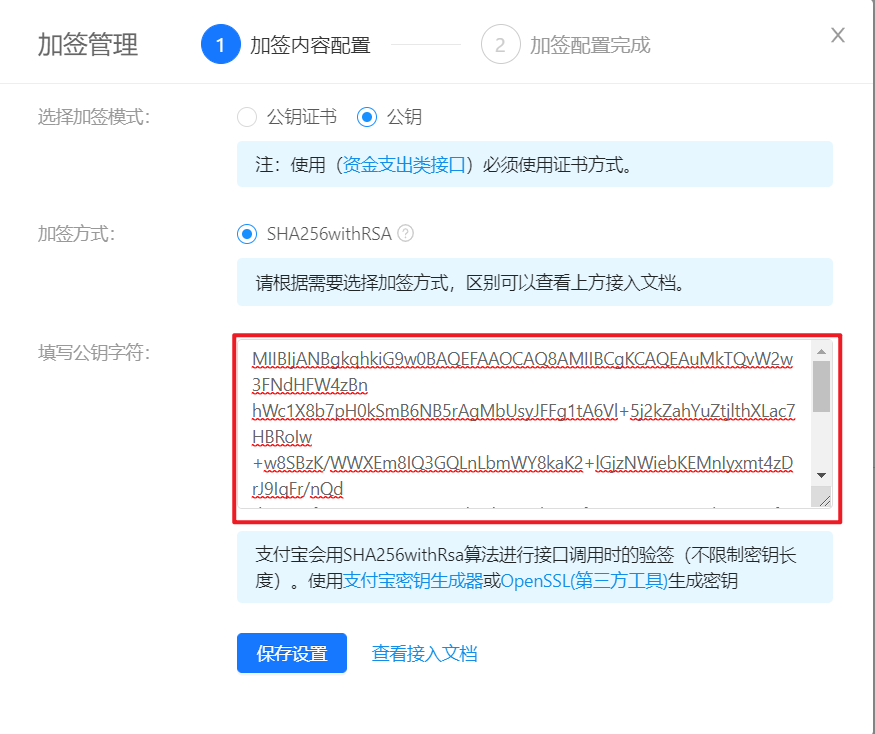 加签管理
1 加签内容配置
2 加签配置完成
选择加签模式：
公钥证书 公钥
注：使用（资金支出类接口）必须使用证书方式。
加签方式：
SHA256withRSA ?
请根据需要选择加签方式，区别可以查看上方接入文档。
填写公钥字符：
MIIBIjANBgkqhkiG9w0BAQEFAAOCAQ8AMIIBCgKCAQEAuMkTQvW2w
3FNdHFW4zBn
hWc1X8b7pH0kSmB6NB5rAgMbUsyJFFg1tA6Vl+5j2kZahYuZtjlthXLac7
HBRolw
+w8SBzK/WWXEm8IQ3GQLnLbmWY8kaK2+lGjzNWiebKEMnlyxmt4zD
rJ9IqFr/nQd
支付宝会用SHA256withRsa算法进行接口调用时的验签（不限制密钥长
度）。使用支付宝密钥生成器或OpenSSL(第三方工具)生成密钥
保存设置 查看接入文档